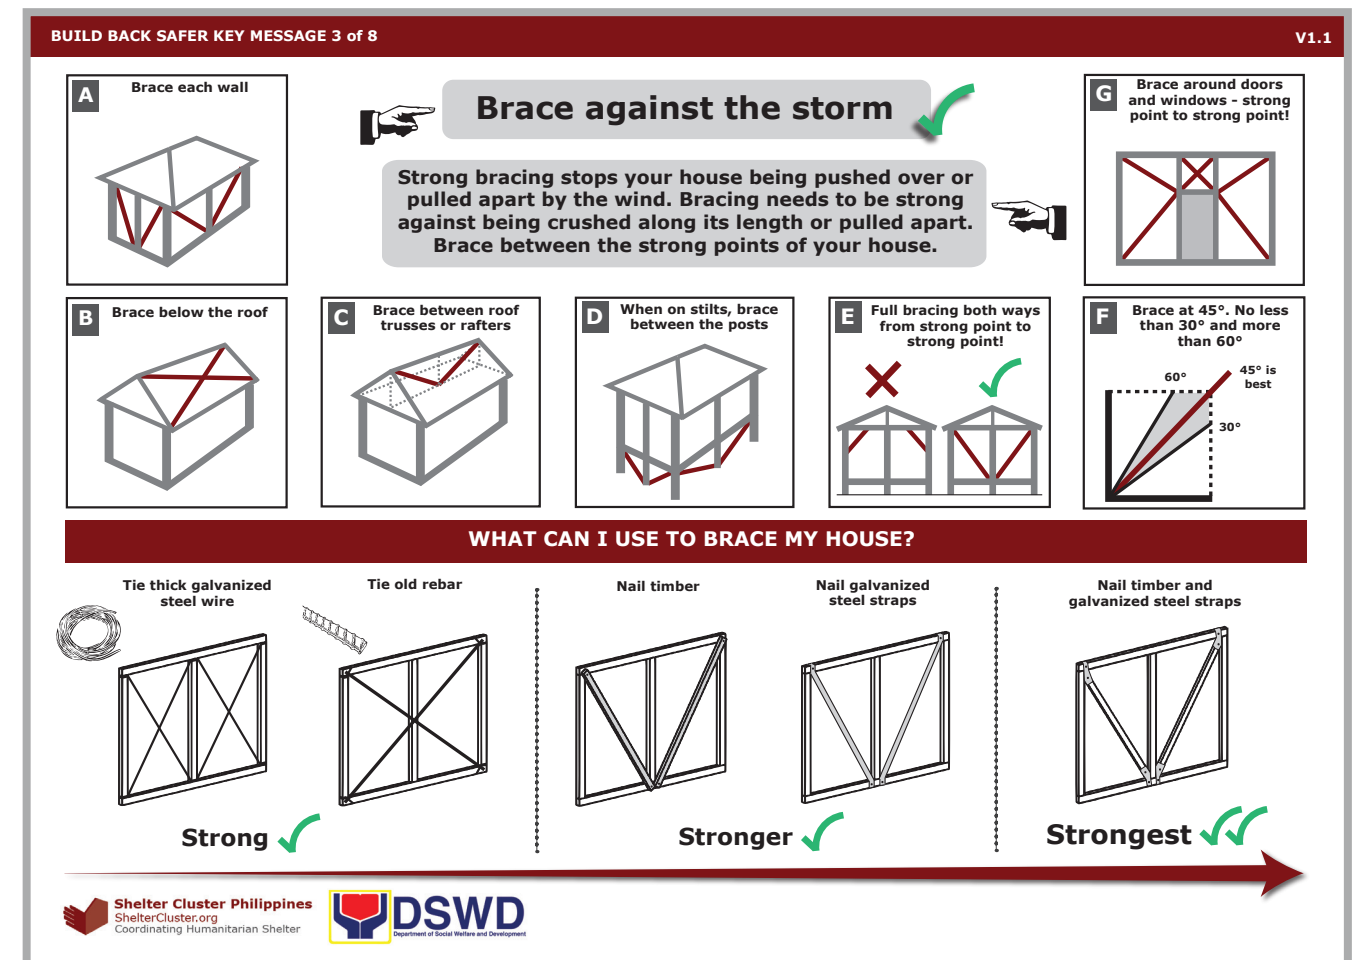 BUILD BACK SAFER KEY MESSAGE 3 of 8
V1.1
A
Brace each wall
Brace against the storm
Strong bracing stops your house being pushed over or
pulled apart by the wind. Bracing needs to be strong
against being crushed along its length or pulled apart.
Brace between the strong points of your house.
G
Brace around doors
and windows - strong
point to strong point!
B
Brace below the roof
C
Brace between roof
trusses or rafters
D
When on stilts, brace
between the posts
E
Full bracing both ways
from strong point to
strong point!
F
Brace at 45°. No less
than 30° and more
than 60°
60°
45° is
best
30°
WHAT CAN I USE TO BRACE MY HOUSE?
Tie thick galvanized
steel wire
Tie old rebar
Nail timber
Nail galvanized
steel straps
Nail timber and
galvanized steel straps
Strong
Stronger
Strongest
Shelter Cluster Philippines
ShelterCluster.org
Coordinating Humanitarian Shelter
DSWD
Department of Social Welfare and Development